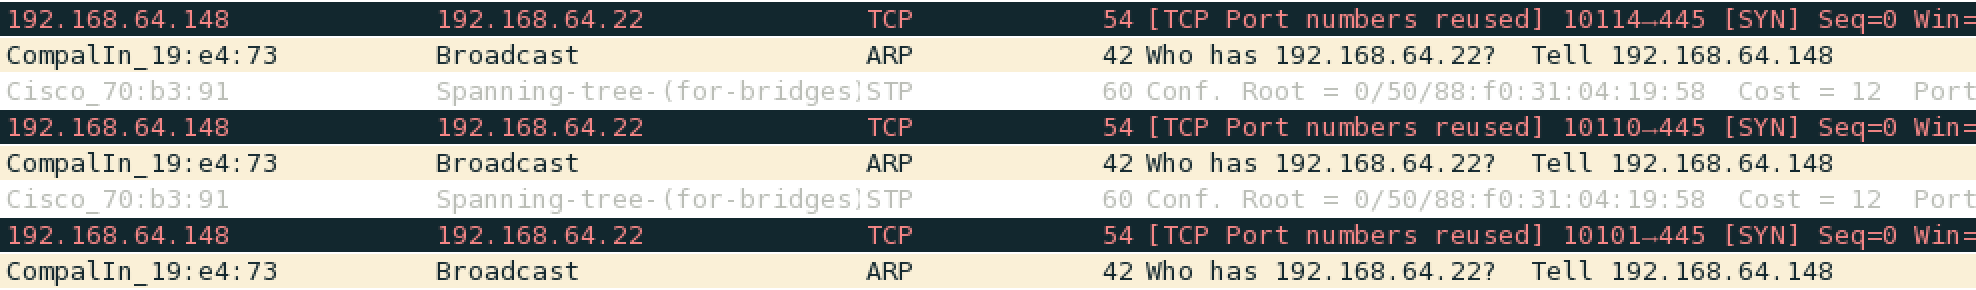 192.168.64.148 192.168.64.22 TCP 54 [TCP Port numbers reused] 10114→445 [SYN] Seq=0 Win=
CompalIn_19:e4:73 Broadcast ARP 42 Who has 192.168.64.22? Tell 192.168.64.148
Cisco_70:b3:91 Spanning-tree-(for-bridges) STP 60 Conf. Root = 0/50/88:f0:31:04:19:58 Cost = 12 Port
192.168.64.148 192.168.64.22 TCP 54 [TCP Port numbers reused] 10110→445 [SYN] Seq=0 Win=
CompalIn_19:e4:73 Broadcast ARP 42 Who has 192.168.64.22? Tell 192.168.64.148
Cisco_70:b3:91 Spanning-tree-(for-bridges) STP 60 Conf. Root = 0/50/88:f0:31:04:19:58 Cost = 12 Port
192.168.64.148 192.168.64.22 TCP 54 [TCP Port numbers reused] 10101→445 [SYN] Seq=0 Win=
CompalIn_19:e4:73 Broadcast ARP 42 Who has 192.168.64.22? Tell 192.168.64.148